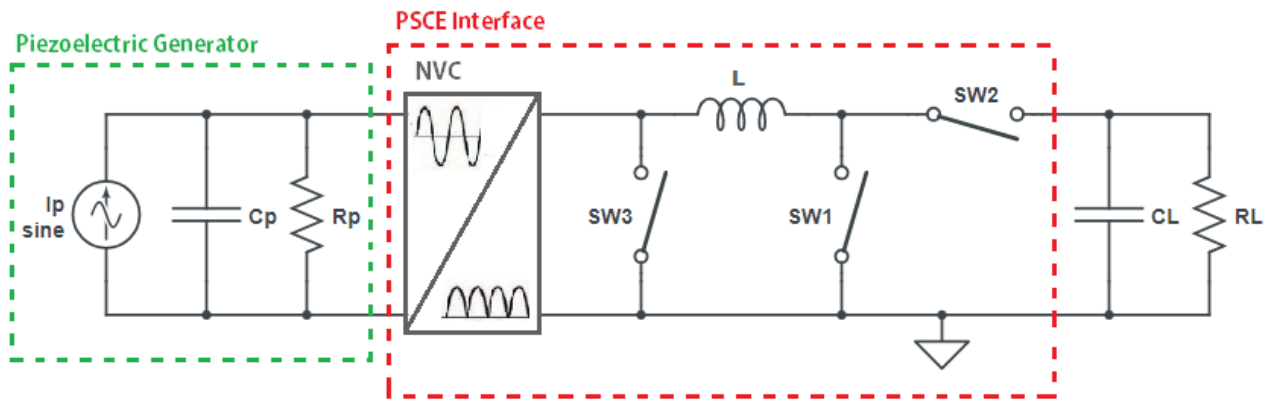 PSCE Interface
Piezoelectric Generator
NVC
L
SW2
Ip
sine
Cp
Rp
SW3
SW1
CL
RL